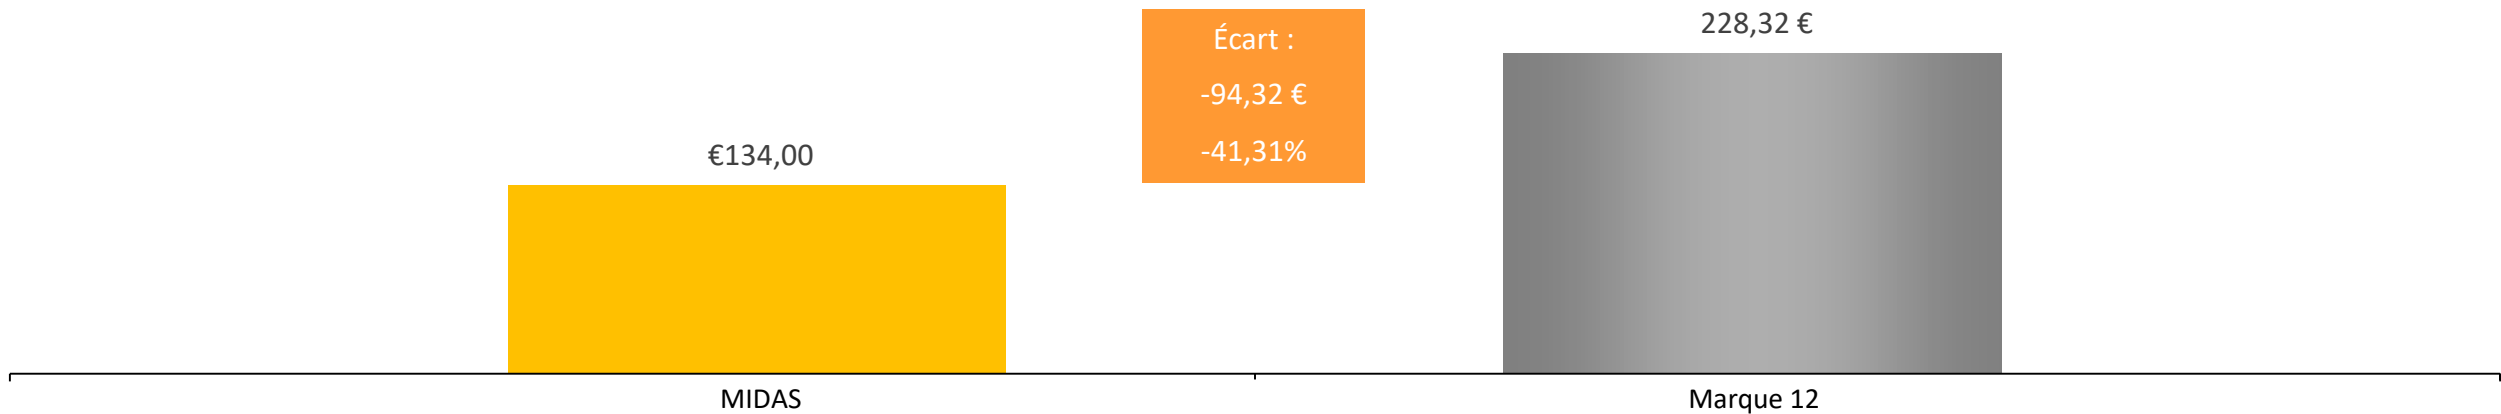 Écart :
-94,32 €
-41,31%
228,32 €
€134,00
MIDAS
Marque 12